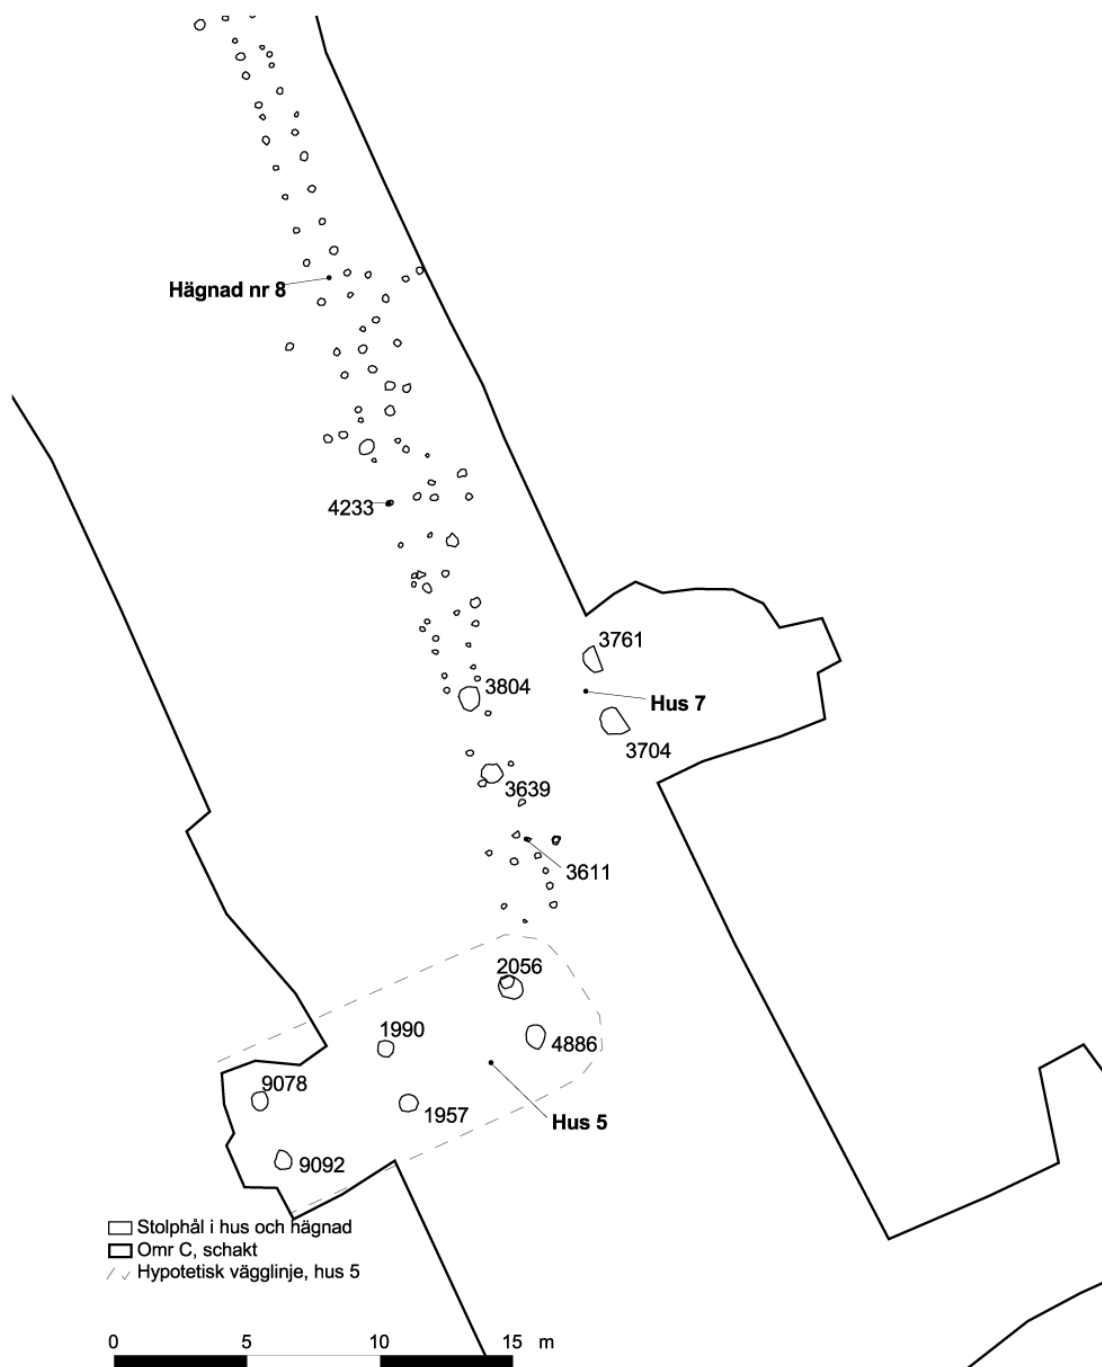 Hägnad nr 8
4233
3761
3804
Hus 7
3704
3639
3611
2056
1990
4886
9078
1957
Hus 5
9092
Stolphål i hus och hägnad
Omr C, schakt
Hypotetisk vägglinje, hus 5
0 5 10 15 m